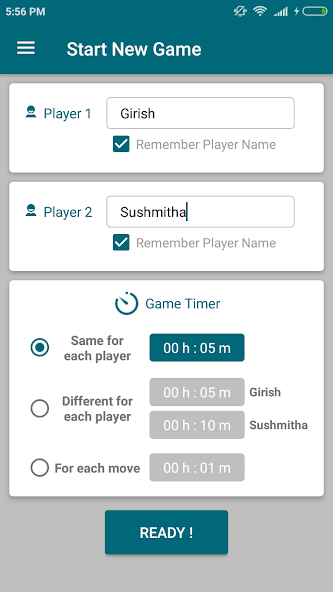 5:56 PM
Start New Game
Player 1
Girish
Remember Player Name
Player 2
Sushmitha
Remember Player Name
Game Timer
Same for
each player
00 h : 05 m
Different for
each player
00 h : 05 m
Girish
00 h : 10 m
Sushmitha
For each move
00 h : 01 m
READY !